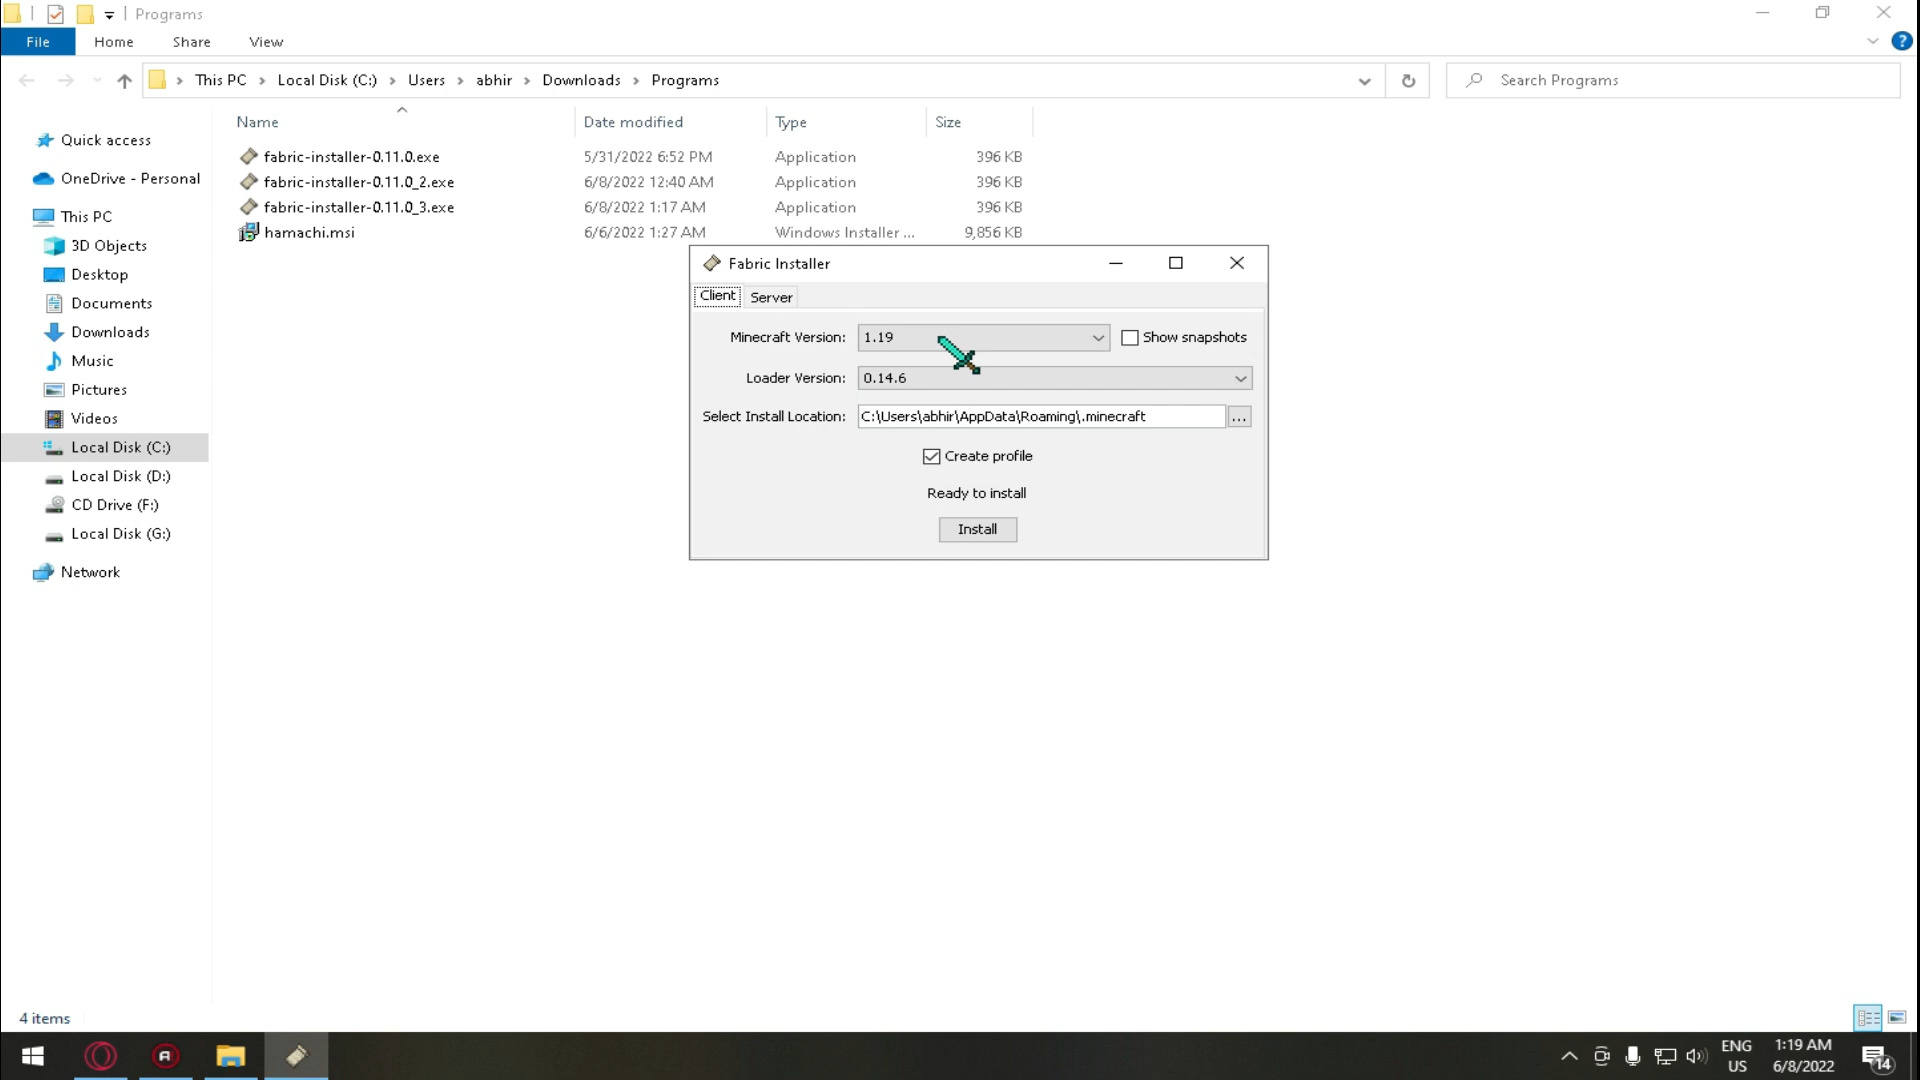 Programs
File Home Share View
This PC Local Disk (C:) Users abhir Downloads Programs
Search Programs
Name Date modified Type Size
fabric-installer-0.11.0.exe 5/31/2022 6:52 PM Application 396 KB
fabric-installer-0.11.0_2.exe 6/8/2022 12:40 AM Application 396 KB
fabric-installer-0.11.0_3.exe 6/8/2022 1:17 AM Application 396 KB
hamachi.msi 6/6/2022 1:27 AM Windows Installer ... 9,856 KB
Quick access
OneDrive - Personal
This PC
3D Objects
Desktop
Documents
Downloads
Music
Pictures
Videos
Local Disk (C:)
Local Disk (D:)
CD Drive (F:)
Local Disk (G:)
Network
Fabric Installer
Client Server
Minecraft Version: 1.19 Show snapshots
Loader Version: 0.14.6
Select Install Location: C:\Users\abhir\AppData\Roaming\.minecraft ...
Create profile
Ready to install
Install
4 items
ENG
US
1:19 AM
6/8/2022
14